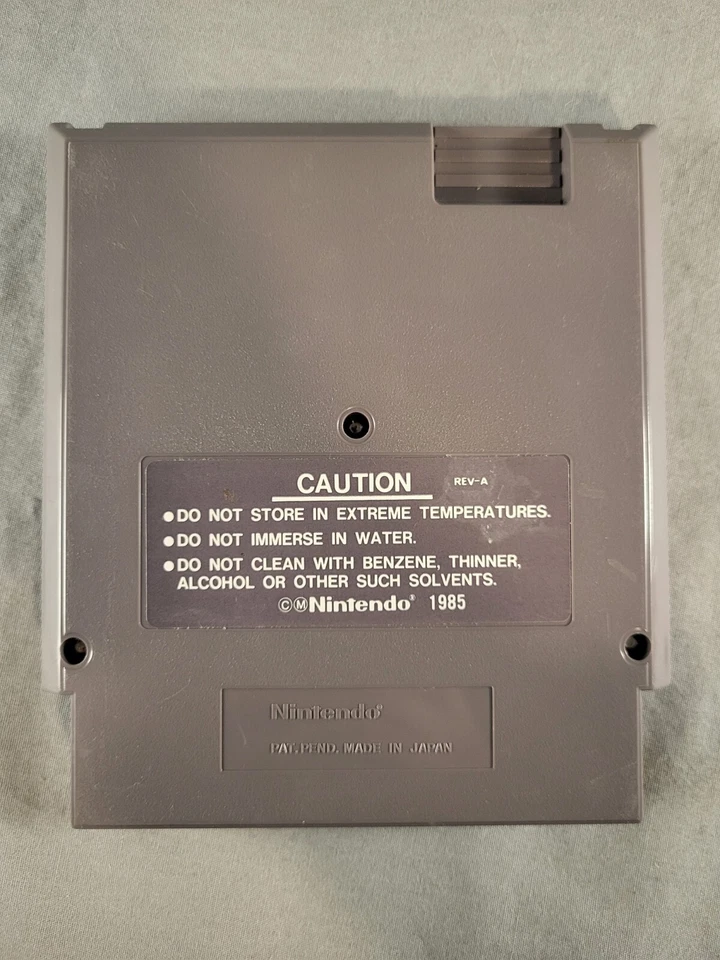 CAUTION REV-A
●DO NOT STORE IN EXTREME TEMPERATURES.
●DO NOT IMMERSE IN WATER.
●DO NOT CLEAN WITH BENZENE, THINNER,
ALCOHOL OR OTHER SUCH SOLVENTS.
ⒸⓂNintendo® 1985
Nintendo®
PAT.PEND. MADE IN JAPAN